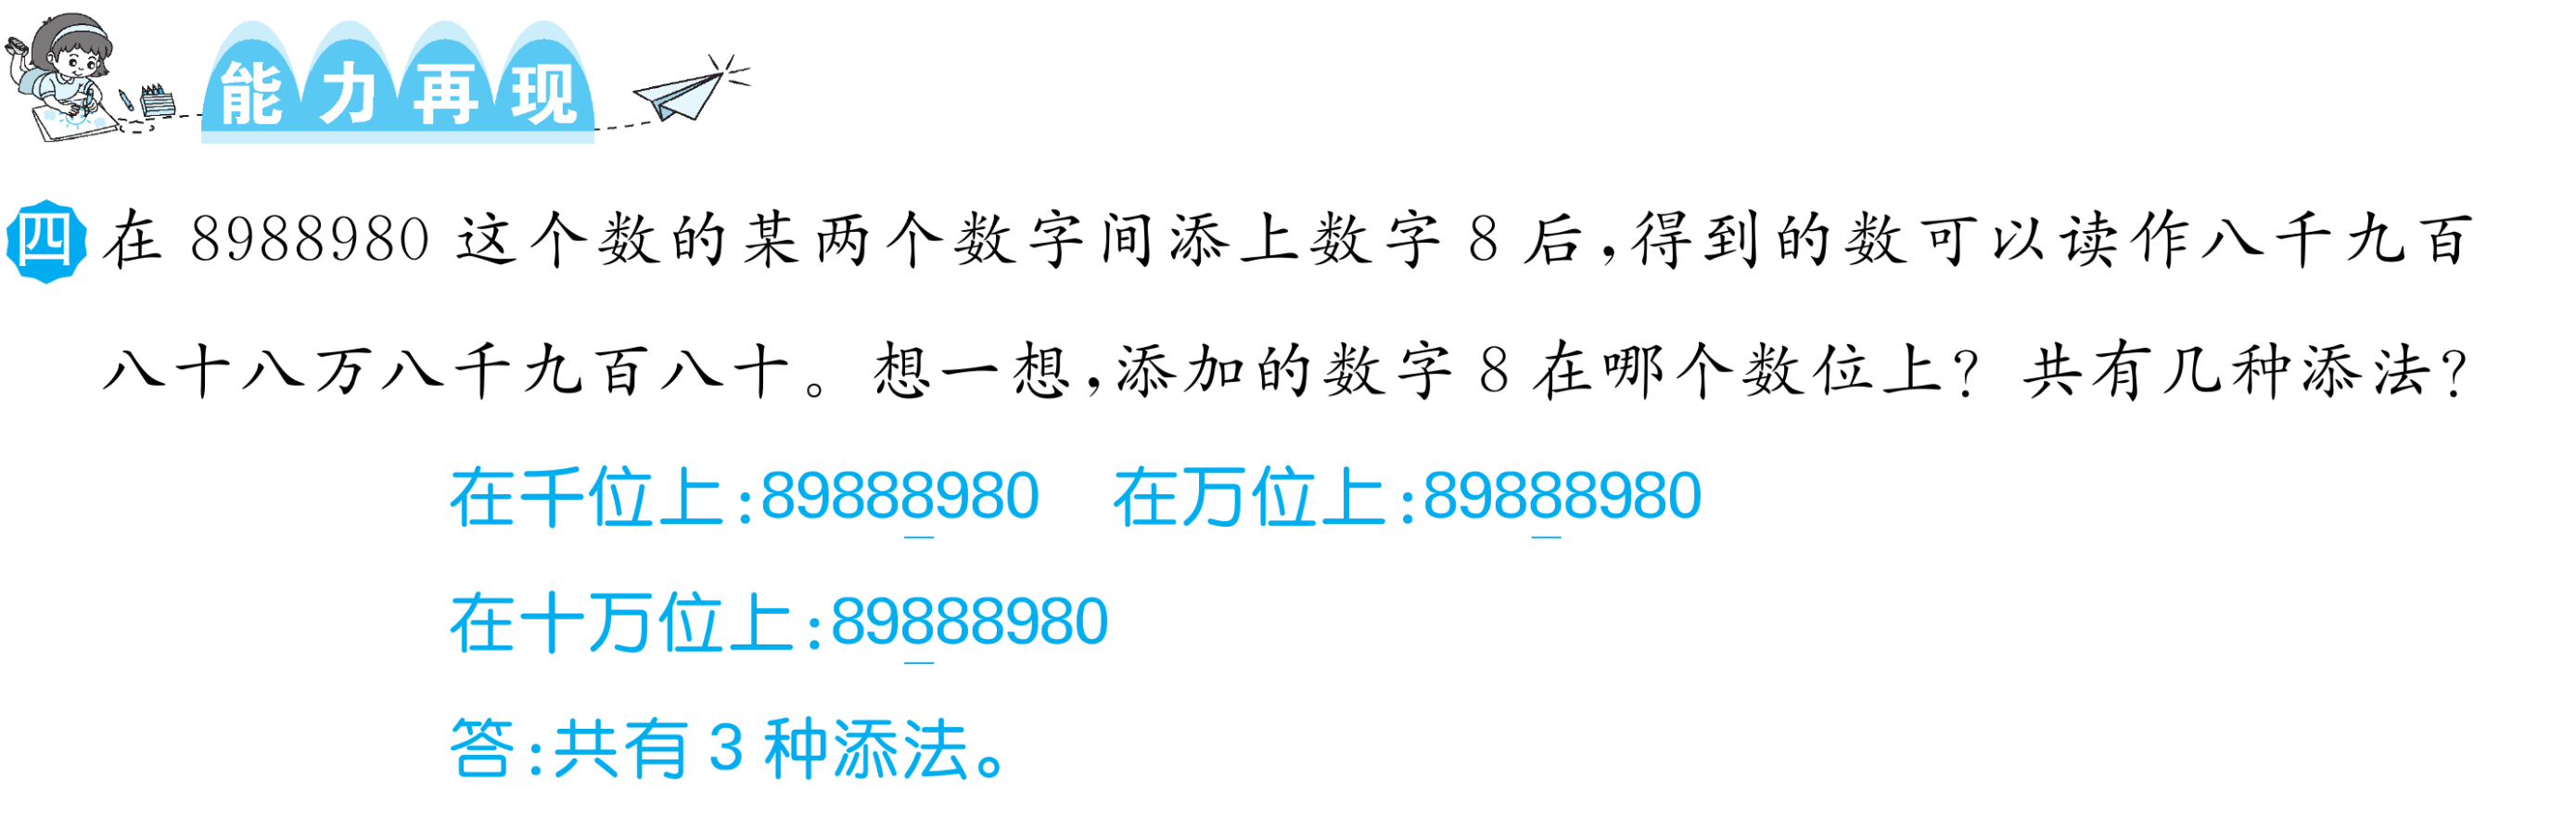 能力再现
四 在 8988980 这个数的某两个数字间添上数字 8 后,得到的数可以读作八千九百
八十八万八千九百八十。想一想,添加的数字 8 在哪个数位上?共有几种添法?
在千位上:89888980 在万位上:89888980
在十万位上:89888980
答:共有 3 种添法。